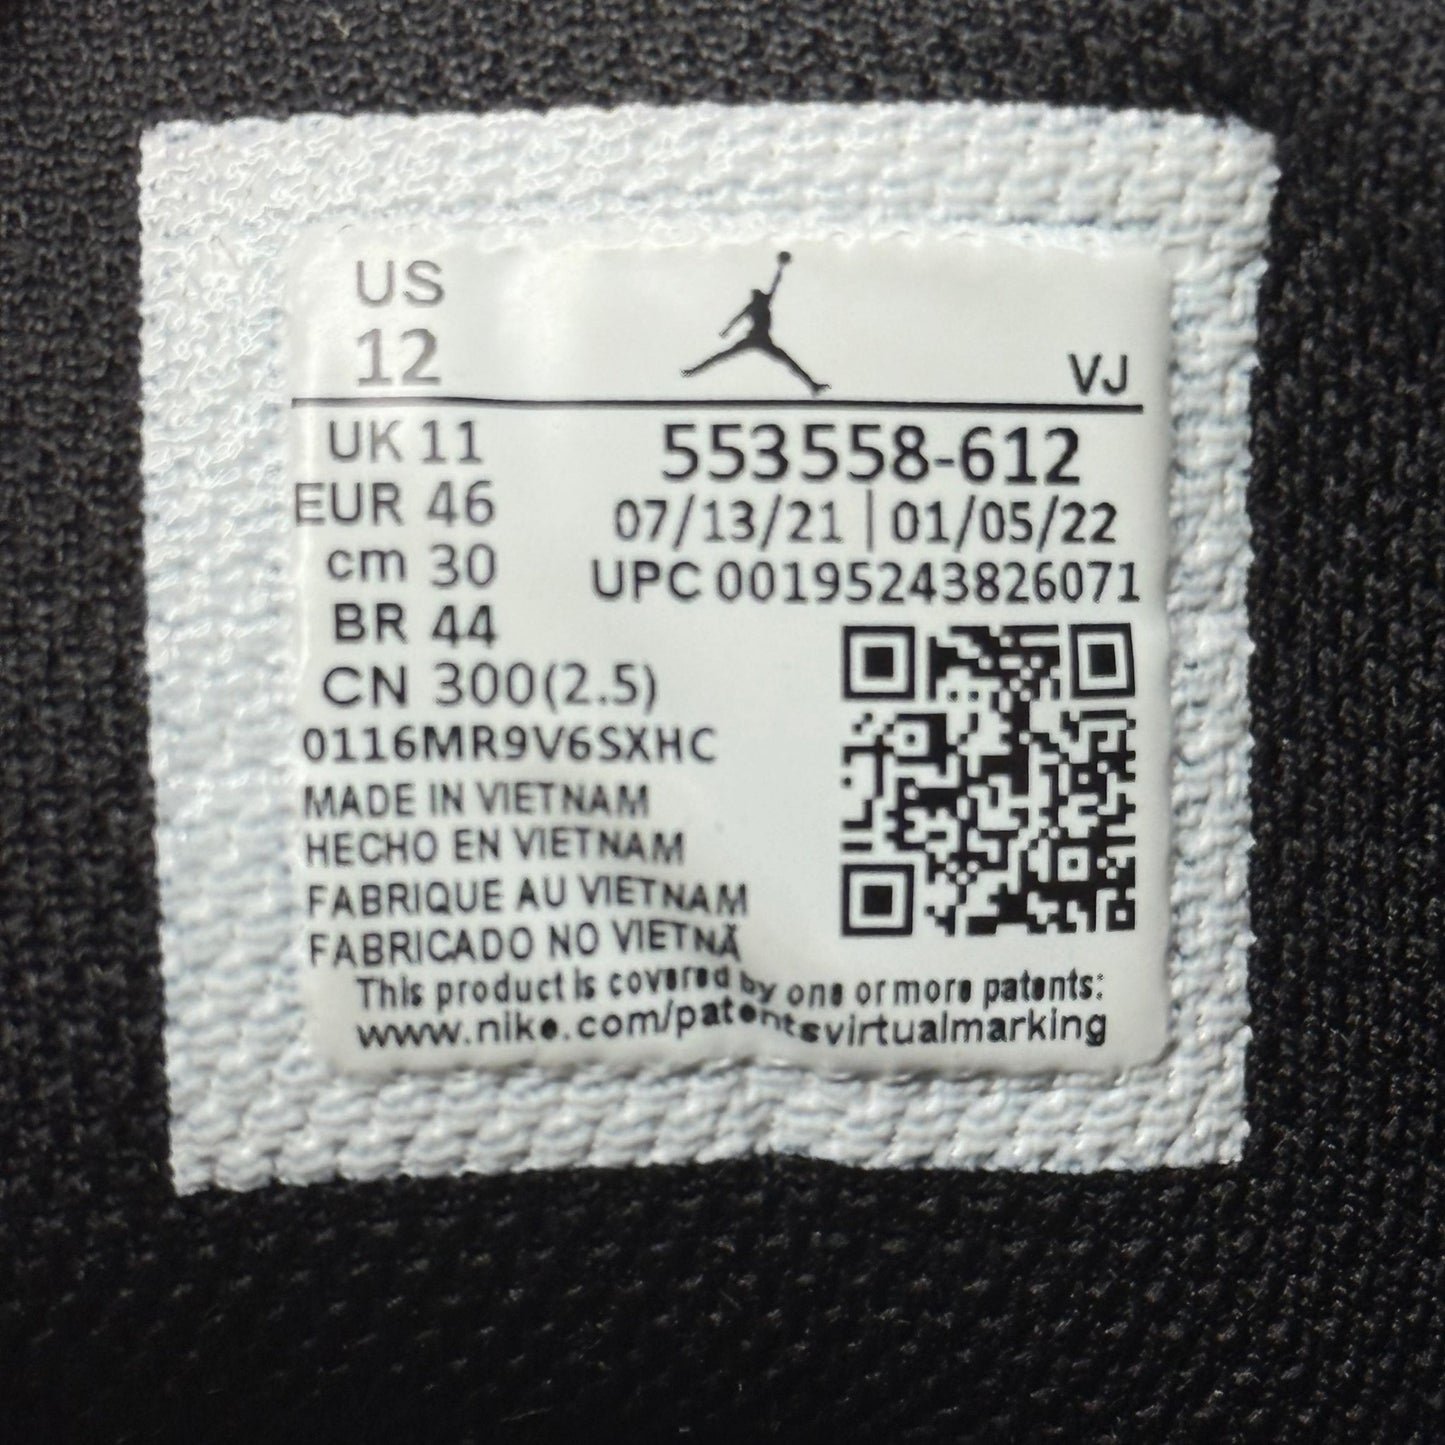 US
12
VJ
UK 11
EUR 46
cm 30
BR 44
CN 300(2.5)
553558-612
07/13/21 | 01/05/22
UPC 00195243826071
0116MR9V6SXHC
MADE IN VIETNAM
HECHO EN VIETNAM
FABRIQUE AU VIETNAM
FABRICADO NO VIETNÃ
This product is covered by one or more patents:
www.nike.com/patentsvirtualmarking